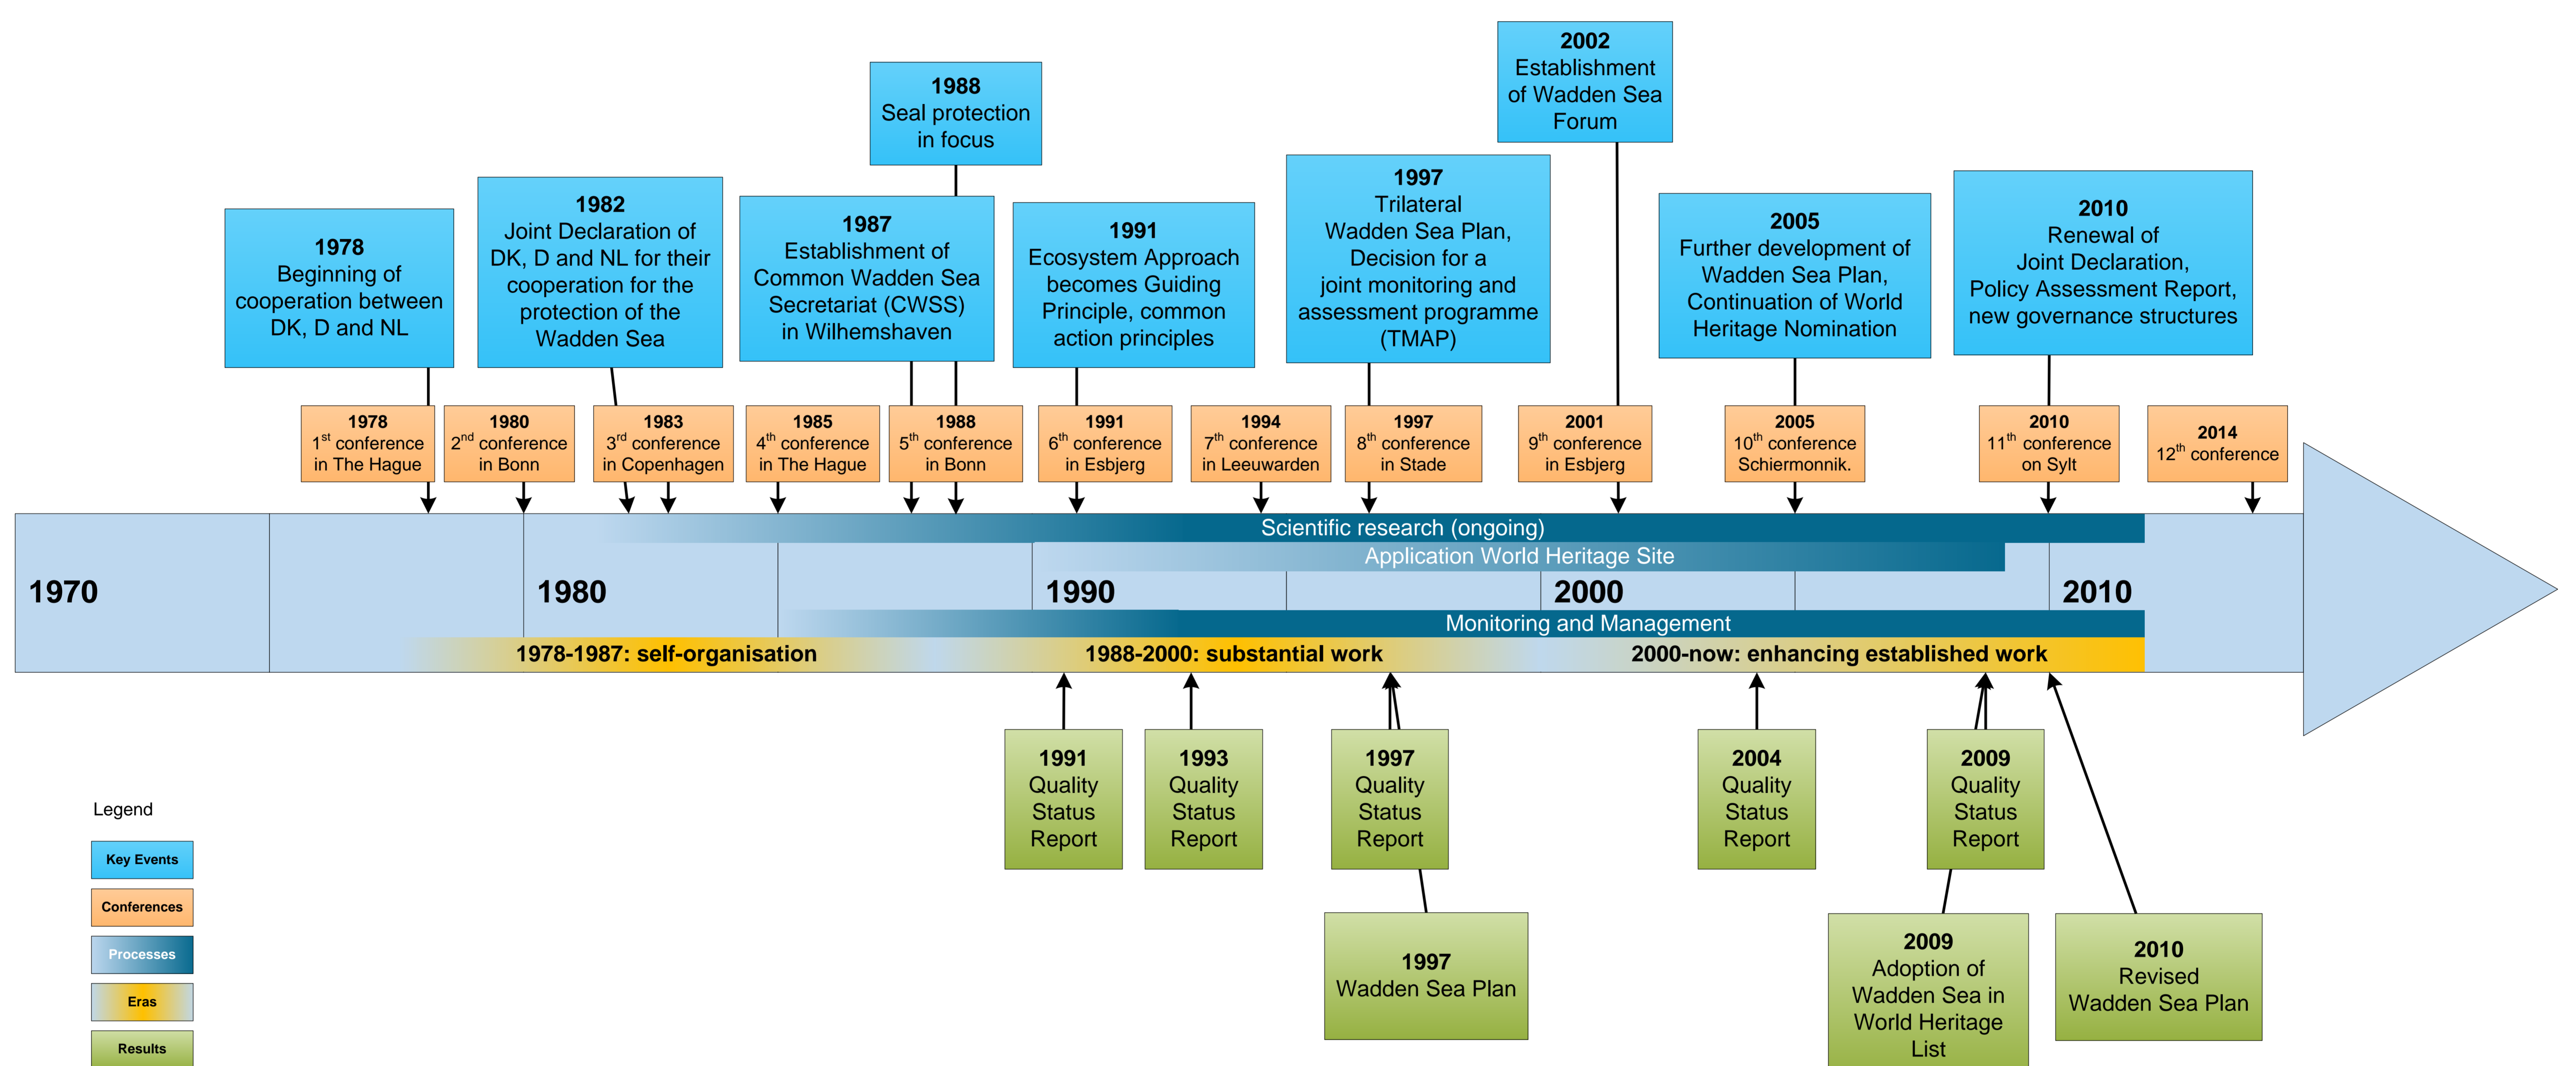 2002
Establishment
of Wadden Sea
Forum
1988
Seal protection
in focus
1978
Beginning of
cooperation between
DK, D and NL
1982
Joint Declaration of
DK, D and NL for their
cooperation for the
protection of the
Wadden Sea
1987
Establishment of
Common Wadden Sea
Secretariat (CWSS)
in Wilhemshaven
1991
Ecosystem Approach
becomes Guiding
Principle, common
action principles
1997
Trilateral
Wadden Sea Plan,
Decision for a
joint monitoring and
assessment programme
(TMAP)
2005
Further development of
Wadden Sea Plan,
Continuation of World
Heritage Nomination
2010
Renewal of
Joint Declaration,
Policy Assessment Report,
new governance structures
1978
1st conference
in The Hague
1980
2nd conference
in Bonn
1983
3rd conference
in Copenhagen
1985
4th conference
in The Hague
1988
5th conference
in Bonn
1991
6th conference
in Esbjerg
1994
7th conference
in Leeuwarden
1997
8th conference
in Stade
2001
9th conference
in Esbjerg
2005
10th conference
Schiermonnik.
2010
11th conference
on Sylt
2014
12th conference
Scientific research (ongoing)
Application World Heritage Site
1970
1980
1990
2000
2010
Monitoring and Management
1978-1987: self-organisation
1988-2000: substantial work
2000-now: enhancing established work
1991
Quality
Status
Report
1993
Quality
Status
Report
1997
Quality
Status
Report
2004
Quality
Status
Report
2009
Quality
Status
Report
1997
Wadden Sea Plan
2009
Adoption of
Wadden Sea in
World Heritage
List
2010
Revised
Wadden Sea Plan
Legend
Key Events
Conferences
Processes
Eras
Results